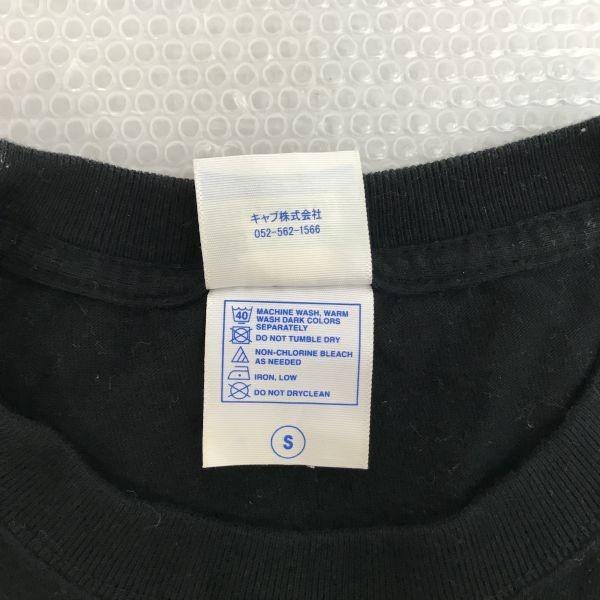 キャブ株式会社
052-562-1566
40 MACHINE WASH, WARM
WASH DARK COLORS
SEPARATELY
DO NOT TUMBLE DRY
NON-CHLORINE BLEACH
AS NEEDED
IRON, LOW
DO NOT DRYCLEAN
S